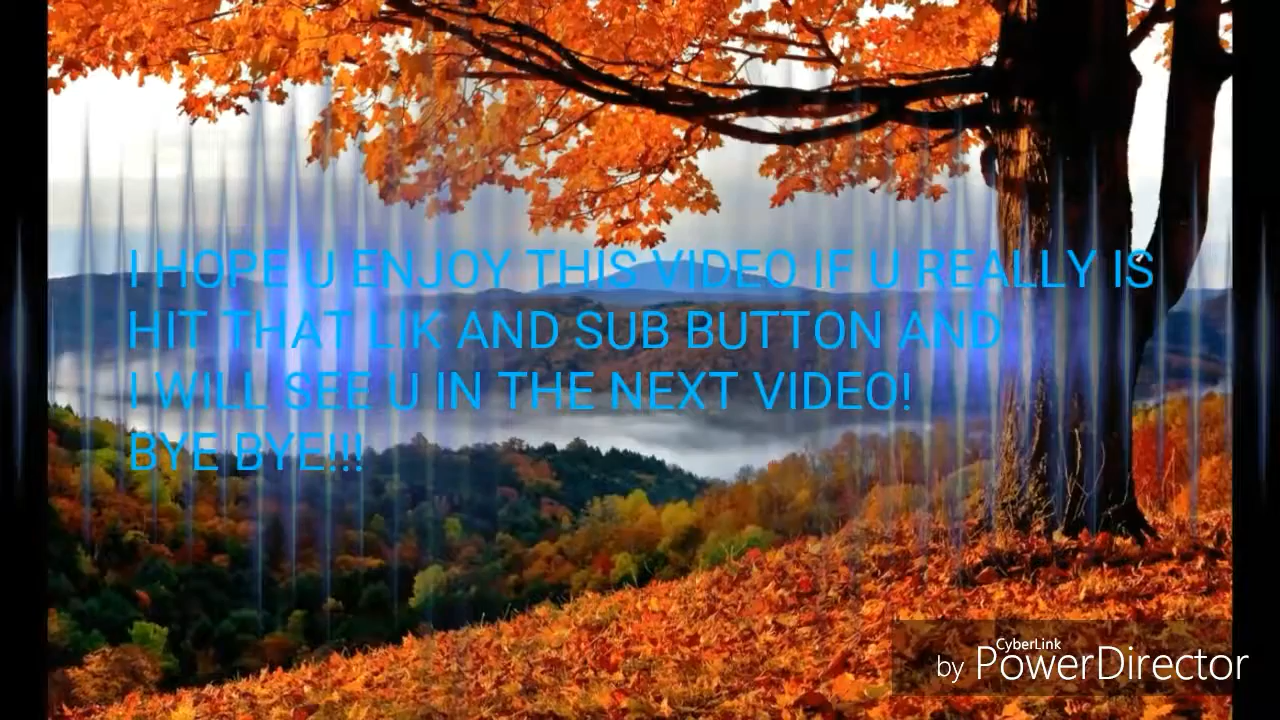 I HOPE U ENJOY THIS VIDEO IF U REALLY IS
HIT THAT LIK AND SUB BUTTON AND
I WILL SEE U IN THE NEXT VIDEO!
BYE BYE!!!
CyberLink
by PowerDirector